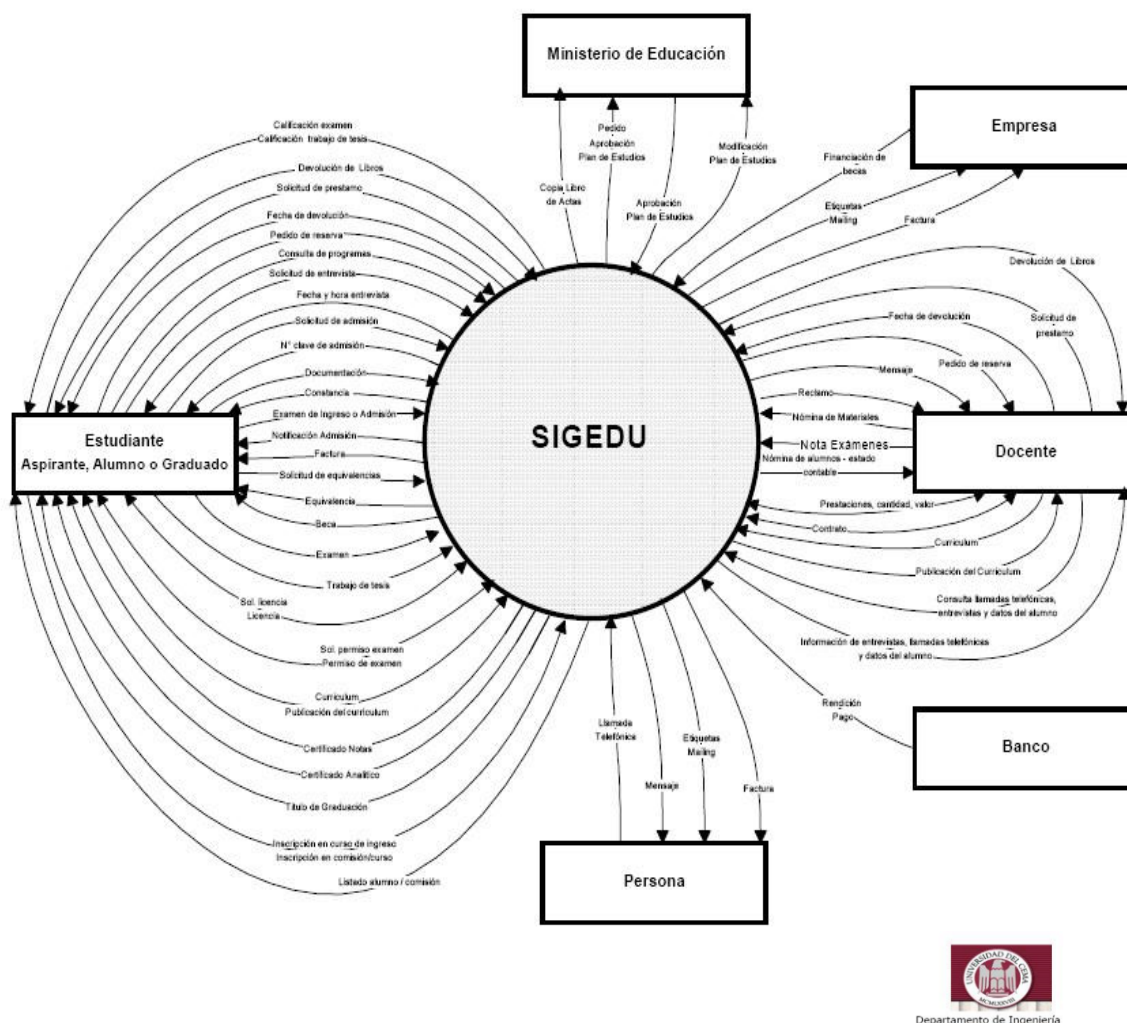 Ministerio de Educación
Empresa
Calificación examen
Calificación trabajo de tesis
Devolución de Libros
Solicitud de prestamo
Fecha de devolución
Pedido de reserva
Consulta de programas
Solicitud de entrevista
Fecha y hora entrevista
Solicitud de admisión
N° clave de admisión
Documentación
Constancia
Examen de Ingreso o Admisión
Notificación Admisión
Factura
Solicitud de equivalencias
Equivalencia
Beca
Examen
Trabajo de tesis
Sol. licencia
Licencia
Sol. permiso examen
Permiso de examen
Curriculum
Publicación del curriculum
Certificado Notas
Certificado Analítico
Título de Graduación
Inscripción en curso de ingreso
Inscripción en comisión/curso
Listado alumno / comisión
Estudiante
Aspirante, Alumno o Graduado
Copia Libro
de Actas
Pedido
Aprobación
Plan de Estudios
Aprobación
Plan de Estudios
Modificación
Plan de Estudios
Financiación de
becas
Etiquetas
Mailing
Factura
SIGEDU
Devolución de Libros
Solicitud de
prestamo
Fecha de devolución
Pedido de reserva
Mensaje
Reclamo
Nómina de Materiales
Nota Exámenes
Nómina de alumnos - estado
contable
Docente
Prestaciones, cantidad, valor
Contrato
Curriculum
Publicación del Curriculum
Consulta llamadas telefónicas,
entrevistas y datos del alumno
Información de entrevistas, llamadas telefónicas
y datos del alumno
Rendición
Pago
Banco
Llamada
Telefónica
Mensaje
Etiquetas
Mailing
Factura
Persona
UNIVERSIDAD DEL CEMA
MCMLXXVIII
Departamento de Ingeniería